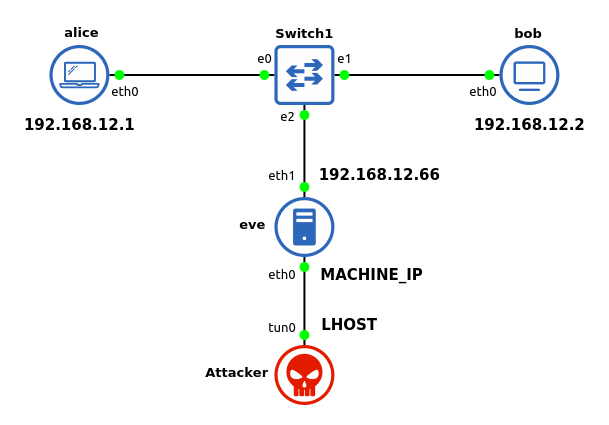 alice
Switch1
bob
e0
e1
eth0
eth0
192.168.12.1
e2
192.168.12.2
eth1
192.168.12.66
eve
eth0
MACHINE_IP
tun0
LHOST
Attacker